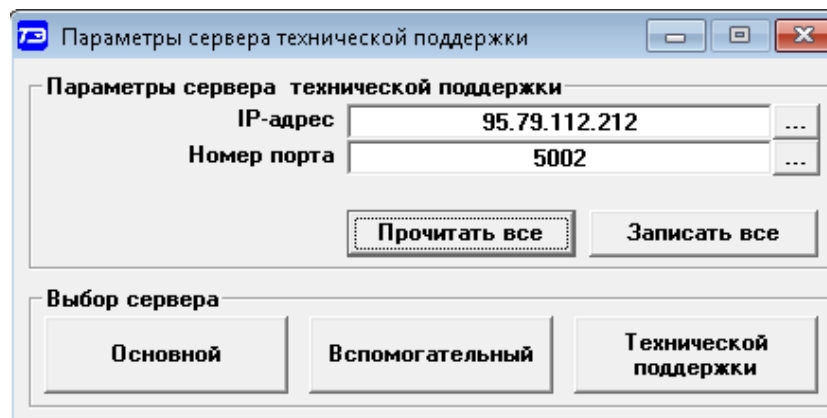 ТЭ Параметры сервера технической поддержки
Параметры сервера технической поддержки
IP-адрес 95.79.112.212 ...
Номер порта 5002 ...
Прочитать все Записать все
Выбор сервера
Основной Вспомогательный Технической
поддержки